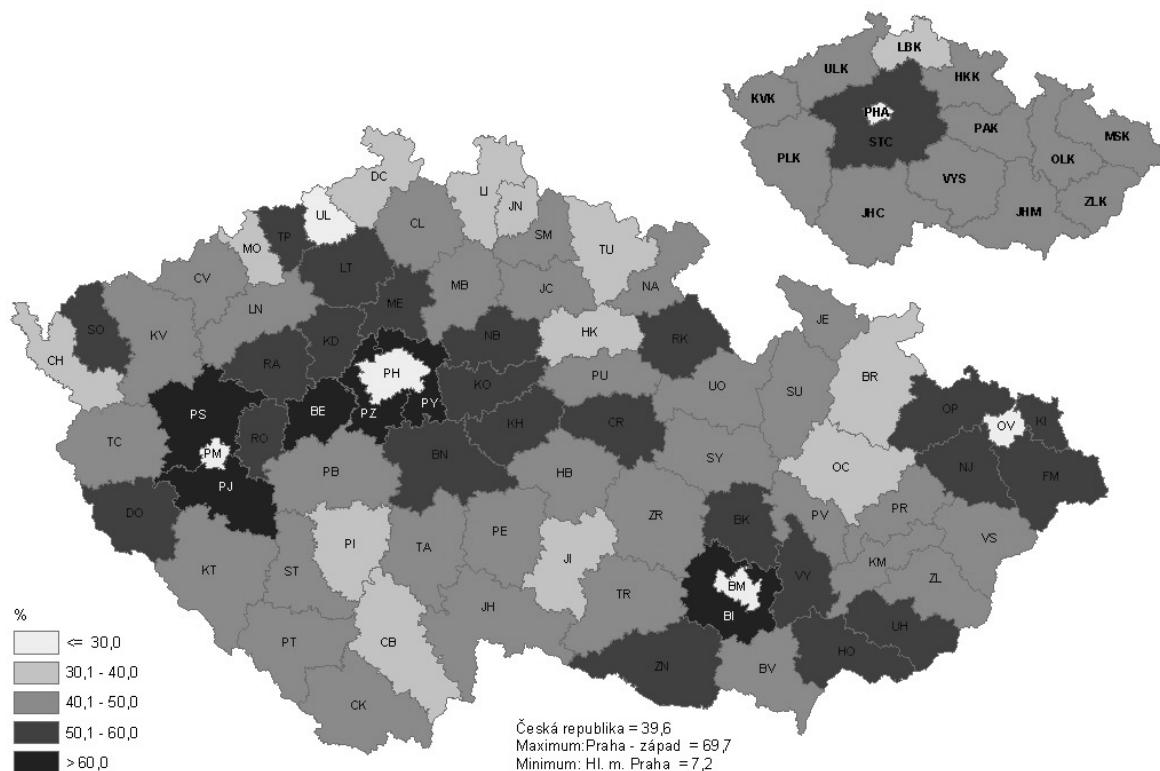 LBK
ULK
HKK
KVK
PHA
STC
PAK
MSK
PLK
OLK
VYS
JHC
JHM
ZLK
DC
LI
JN
UL
CL
SM
TP
MO
TU
LT
CV
MB
JC
NA
ME
LN
SO
KV
NB
HK
RK
JE
KD
CH
RA
PH
KO
PU
UO
SU
BR
PS
BE
PZ
PY
OP
OV
KI
TC
RO
KH
CR
PM
BN
SY
OC
NJ
FM
PJ
PB
HB
DO
PI
TA
PE
ZR
BK
PV
PR
VS
KT
ST
JI
BM
VY
KM
ZL
TR
BI
JH
PT
CB
UH
HO
ZN
BV
CK
%
<= 30,0
30,1 - 40,0
40,1 - 50,0
50,1 - 60,0
> 60,0
Česká republika = 39,6
Maximum: Praha - západ = 69,7
Minimum: Hl. m. Praha = 7,2